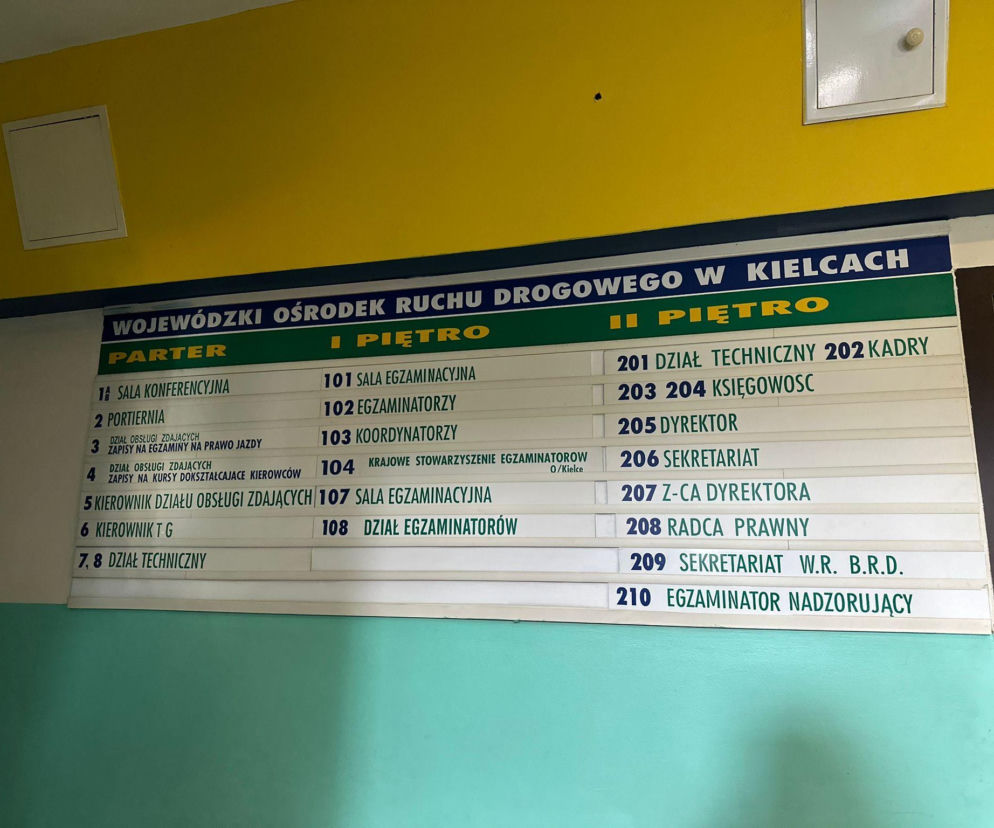 WOJEWÓDZKI OŚRODEK RUCHU DROGOWEGO W KIELCACH
PARTER
SALA KONFERENCYJNA
2 PORTIERNIA
3 DZIAŁ OBSŁUGI ZDAJĄCYCH
ZAPISY NA EGZAMINY NA PRAWO JAZDY
4 DZIAŁ OBSŁUGI ZDAJĄCYCH
ZAPISY NA KURSY DOKSZTAŁCAJACE KIEROWCÓW
5 KIEROWNIK DZIAŁU OBSŁUGI ZDAJĄCYCH
6 KIEROWNIK T G
7, 8 DZIAŁ TECHNICZNY
I PIĘTRO
101 SALA EGZAMINACYJNA
102 EGZAMINATORZY
103 KOORDYNATORZY
104 KRAJOWE STOWARZYSZENIE EGZAMINATOROW
O/Kielce
107 SALA EGZAMINACYJNA
108 DZIAŁ EGZAMINATORÓW
II PIĘTRO
201 DZIAŁ TECHNICZNY 202 KADRY
203 204 KSIĘGOWOSC
205 DYREKTOR
206 SEKRETARIAT
207 Z-CA DYREKTORA
208 RADCA PRAWNY
209 SEKRETARIAT W.R. B.R.D.
210 EGZAMINATOR NADZORUJĄCY